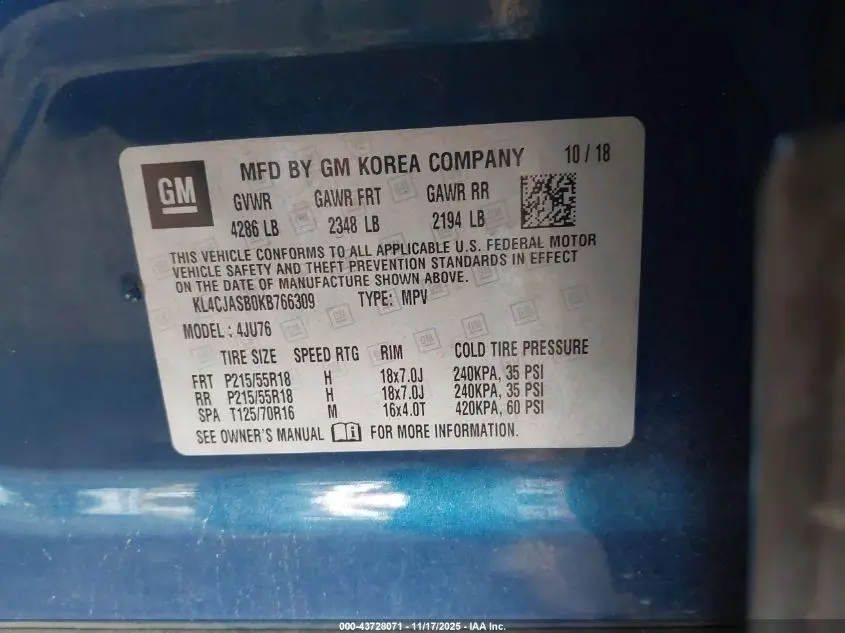 GM
MFD BY GM KOREA COMPANY 10 / 18
GVWR GAWR FRT GAWR RR
4286 LB 2348 LB 2194 LB
THIS VEHICLE CONFORMS TO ALL APPLICABLE U.S. FEDERAL MOTOR
VEHICLE SAFETY AND THEFT PREVENTION STANDARDS IN EFFECT
ON THE DATE OF MANUFACTURE SHOWN ABOVE.
KL4CJASB0KB766309 TYPE: MPV
MODEL : 4JU76
TIRE SIZE SPEED RTG RIM COLD TIRE PRESSURE
FRT P215/55R18 H 18x7.0J 240KPA, 35 PSI
RR P215/55R18 H 18x7.0J 240KPA, 35 PSI
SPA T125/70R16 M 16x4.0T 420KPA, 60 PSI
SEE OWNER'S MANUAL FOR MORE INFORMATION.
000-43728071 - 11/17/2025 - IAA Inc.